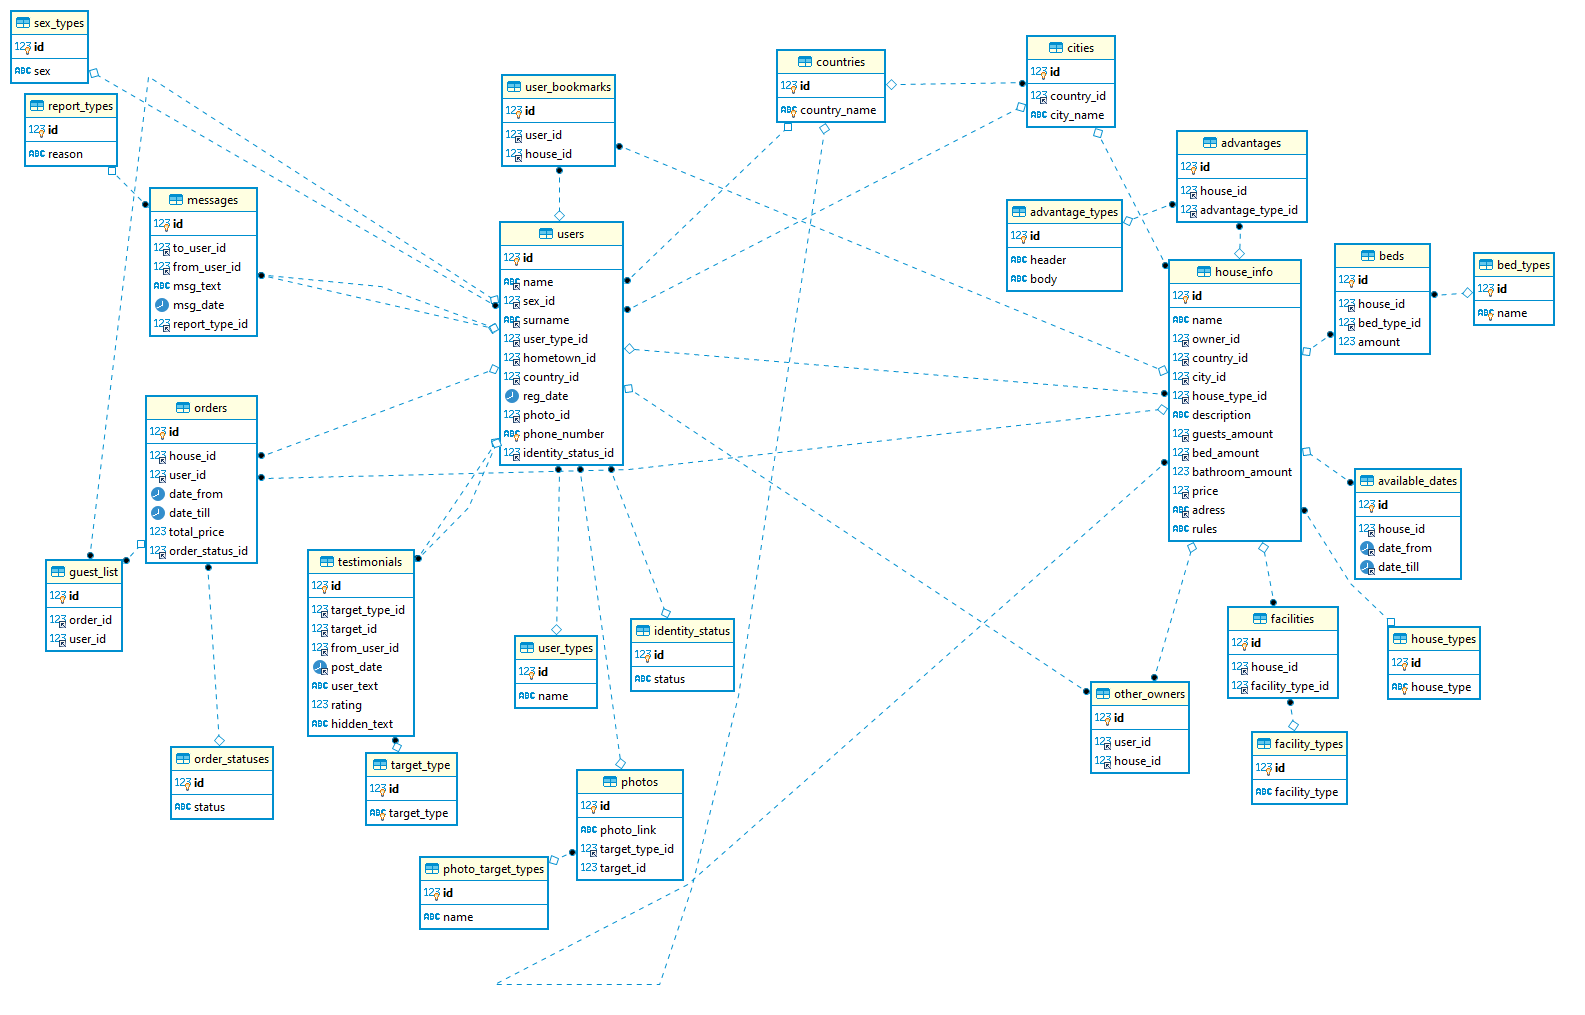 sex_types
123 id
ABC sex
report_types
123 id
ABC reason
messages
123 id
123 to_user_id
123 from_user_id
ABC msg_text
msg_date
123 report_type_id
orders
123 id
123 house_id
123 user_id
date_from
date_till
123 total_price
123 order_status_id
guest_list
123 id
123 order_id
123 user_id
order_statuses
123 id
ABC status
testimonials
123 id
123 target_type_id
123 target_id
123 from_user_id
post_date
ABC user_text
123 rating
ABC hidden_text
target_type
123 id
ABC target_type
photo_target_types
123 id
ABC name
user_bookmarks
123 id
123 user_id
123 house_id
users
123 id
ABC name
123 sex_id
ABC surname
123 user_type_id
123 hometown_id
123 country_id
reg_date
123 photo_id
ABC phone_number
123 identity_status_id
user_types
123 id
ABC name
identity_status
123 id
ABC status
photos
123 id
ABC photo_link
123 target_type_id
123 target_id
countries
123 id
ABC country_name
cities
123 id
123 country_id
ABC city_name
advantages
123 id
123 house_id
123 advantage_type_id
advantage_types
123 id
ABC header
ABC body
house_info
123 id
ABC name
123 owner_id
123 country_id
123 city_id
123 house_type_id
ABC description
123 guests_amount
123 bed_amount
123 bathroom_amount
123 price
ABC adress
ABC rules
beds
123 id
123 house_id
123 bed_type_id
123 amount
bed_types
123 id
ABC name
available_dates
123 id
123 house_id
date_from
date_till
facilities
123 id
123 house_id
123 facility_type_id
house_types
123 id
ABC house_type
other_owners
123 id
123 user_id
123 house_id
facility_types
123 id
ABC facility_type